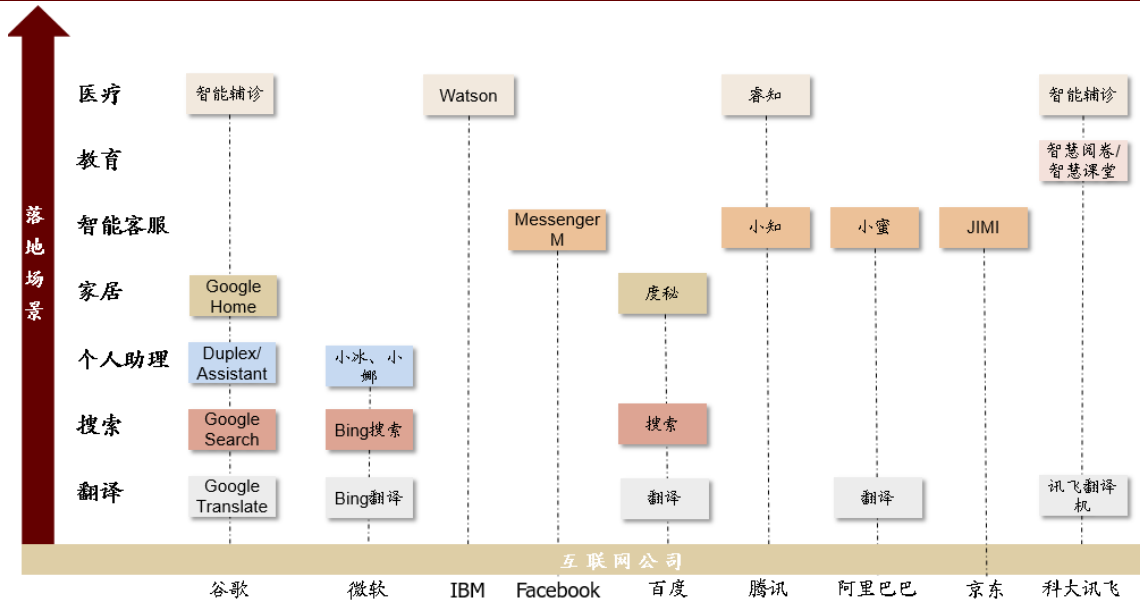 医疗
智能辅诊
Watson
睿知
智能辅诊
教育
智慧阅卷/
智慧课堂
落地场景
智能客服
Messenger
M
小知
小蜜
JIMI
家居
Google
Home
度秘
个人助理
Duplex/
Assistant
小冰、小
娜
搜索
Google
Search
Bing搜索
搜索
翻译
Google
Translate
Bing翻译
翻译
翻译
讯飞翻译
机
互联网公司
谷歌
微软
IBM
Facebook
百度
腾讯
阿里巴巴
京东
科大讯飞